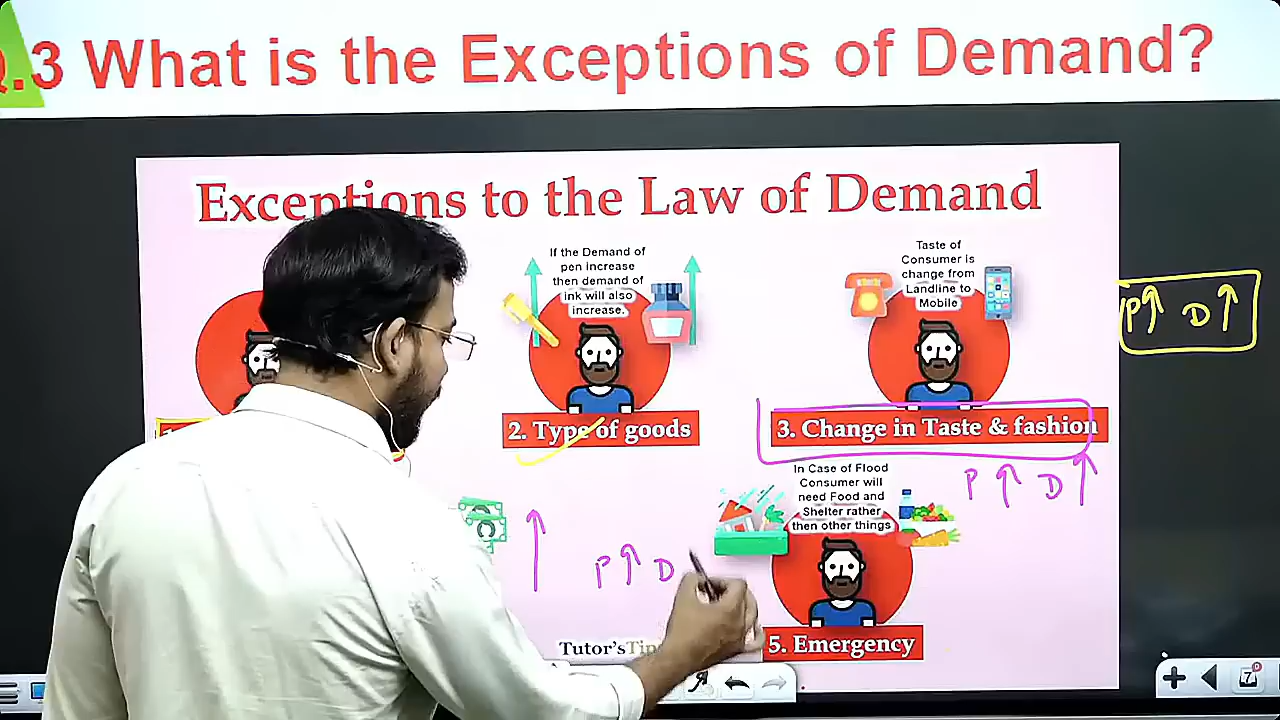 .3 What is the Exceptions of Demand?
Exceptions to the Law of Demand
If the Demand of
pen increase
then demand of
ink will also
increase.
Taste of
Consumer is
change from
Landline to
Mobile
P↑ D↑
2. Type of goods
3. Change in Taste & fashion
P↑ D↑
In Case of Flood
Consumer will
need Food and
Shelter rather
then other things
P↑ D
Tutor'sTip
5. Emergency
7